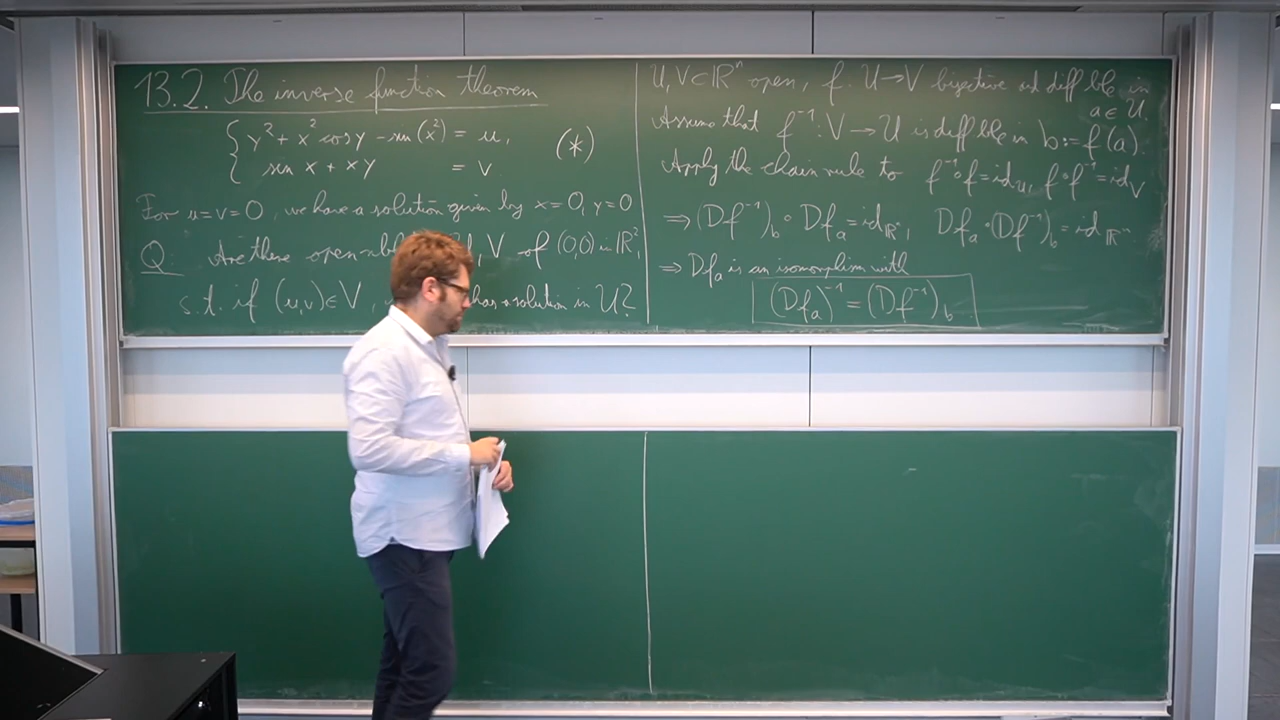 13.2. The inverse function theorem
{ y² + x² cos y - sin(x²) = u,
sin x + xy = v (*)
For u=v=0, we have a solution given by x=0, y=0
Q: Are there open V of (0,0) in ℝ²,
s.t. if (u,v)∈V, has a solution in U?
U,V⊂ℝⁿ open, f: U→V bijective and diff'ble in
a∈U.
Assume that f⁻¹: V→U is diff'ble in b:=f(a).
Apply the chain rule to f⁻¹∘f=id_U, f∘f⁻¹=id_V
⇒ (Df⁻¹)_b ∘ Df_a = id_ℝⁿ, Df_a∘(Df⁻¹)_b = id_ℝⁿ
⇒ Df_a is an isomorphism with
(Df_a)⁻¹ = (Df⁻¹)_b